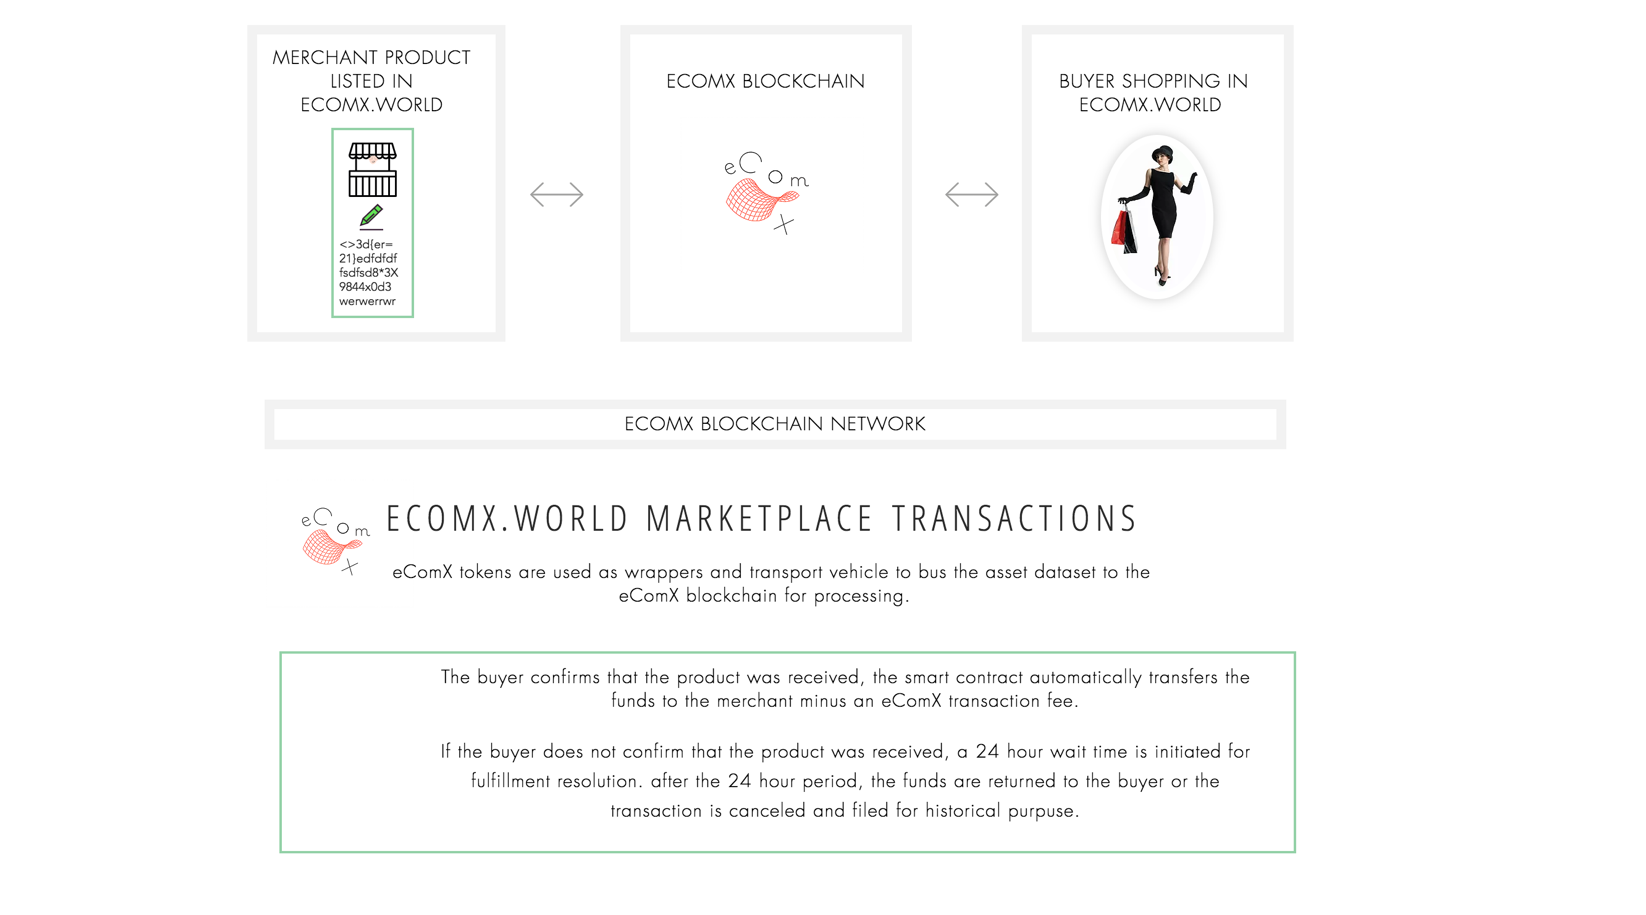 MERCHANT PRODUCT
LISTED IN
ECOMX.WORLD
<>3d{er=
21}edfdfdf
fsdfsd8*3X
9844x0d3
werwerrwr
ECOMX BLOCKCHAIN
eCom
X
BUYER SHOPPING IN
ECOMX.WORLD
ECOMX BLOCKCHAIN NETWORK
eCom
X
ECOMX.WORLD MARKETPLACE TRANSACTIONS
eComX tokens are used as wrappers and transport vehicle to bus the asset dataset to the
eComX blockchain for processing.
The buyer confirms that the product was received, the smart contract automatically transfers the
funds to the merchant minus an eComX transaction fee.
If the buyer does not confirm that the product was received, a 24 hour wait time is initiated for
fulfillment resolution. after the 24 hour period, the funds are returned to the buyer or the
transaction is canceled and filed for historical purpuse.